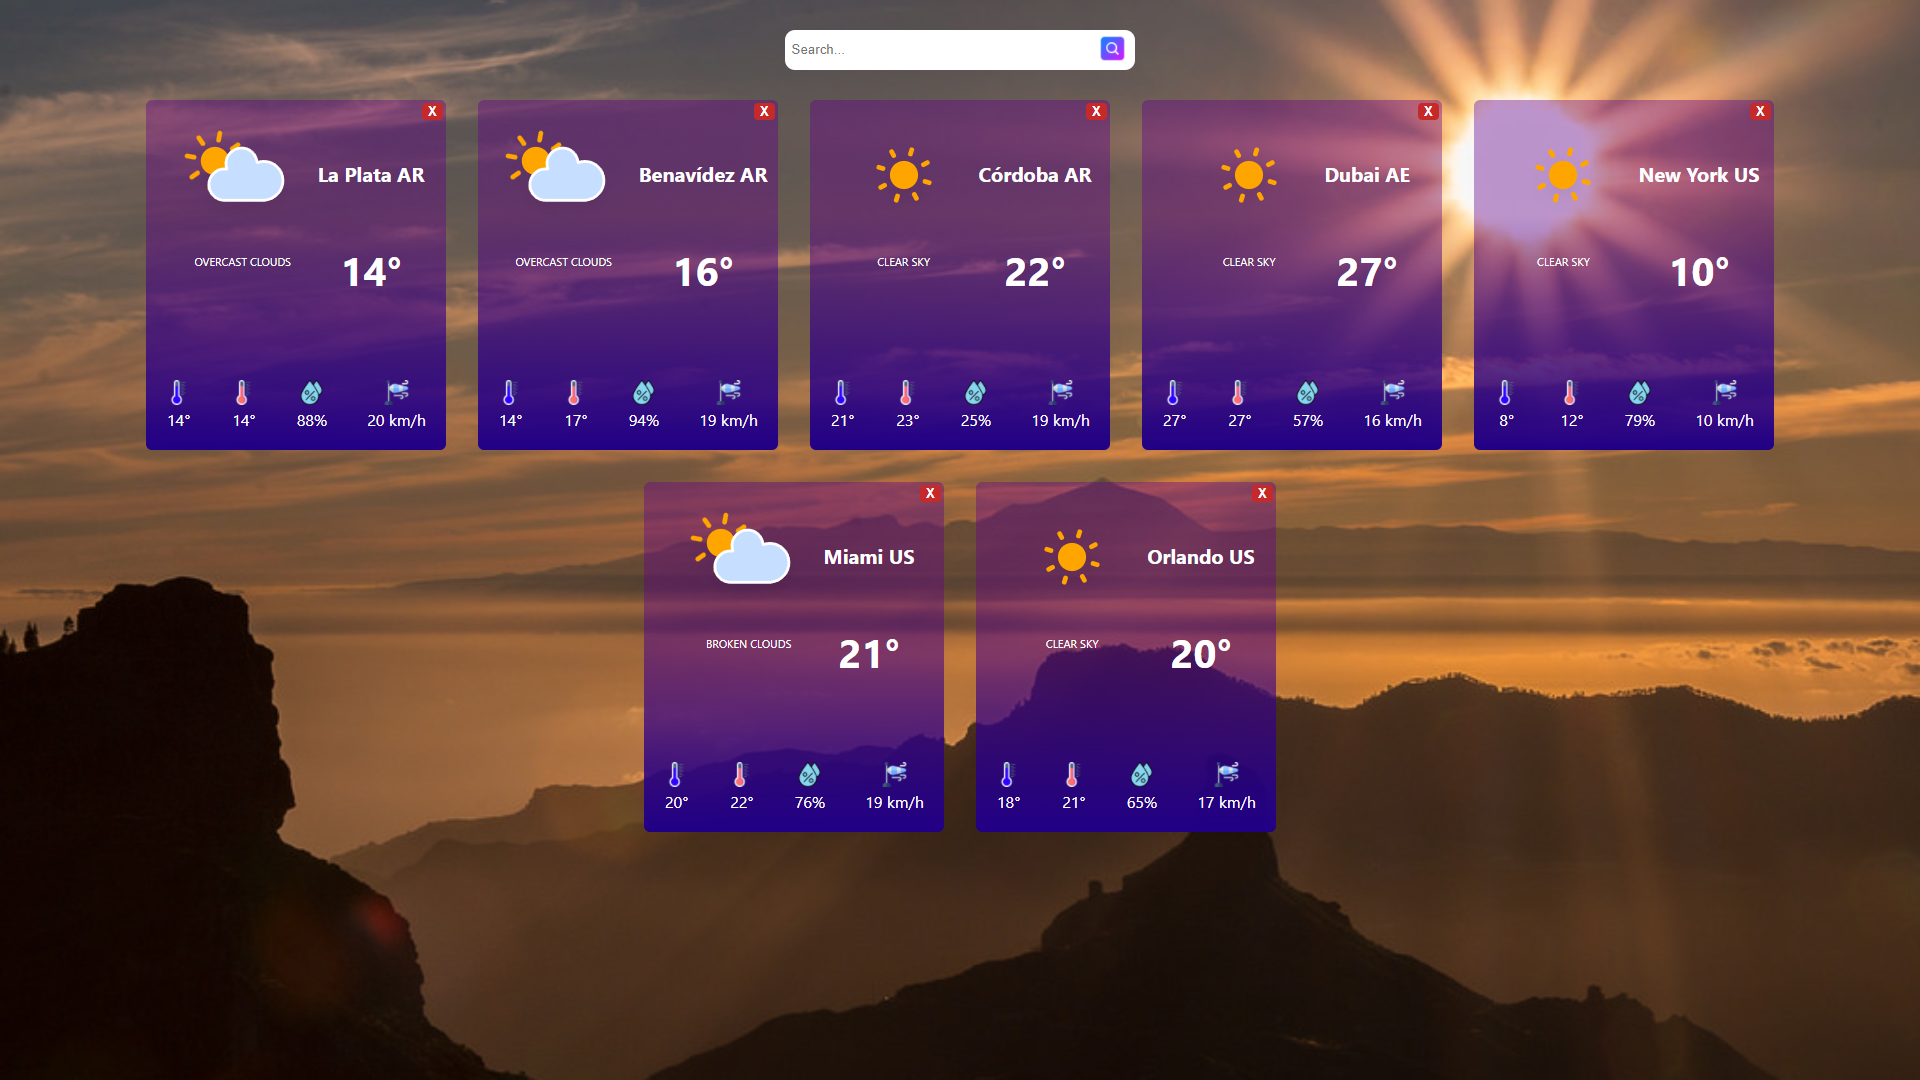 Search...
X
La Plata AR
OVERCAST CLOUDS
14°
14° 14° 88% 20 km/h
X
Benavídez AR
OVERCAST CLOUDS
16°
14° 17° 94% 19 km/h
X
Córdoba AR
CLEAR SKY
22°
21° 23° 25% 19 km/h
X
Dubai AE
CLEAR SKY
27°
27° 27° 57% 16 km/h
X
New York US
CLEAR SKY
10°
8° 12° 79% 10 km/h
X
Miami US
BROKEN CLOUDS
21°
20° 22° 76% 19 km/h
X
Orlando US
CLEAR SKY
20°
18° 21° 65% 17 km/h